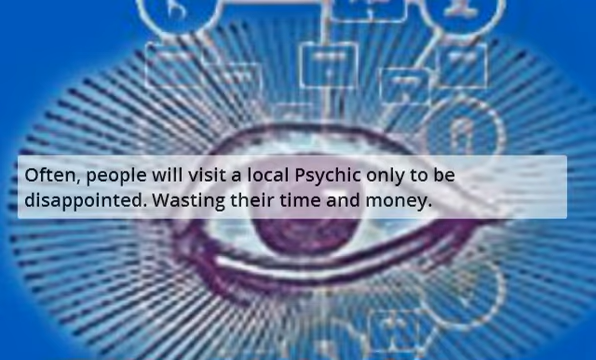 Often, people will visit a local Psychic only to be
disappointed. Wasting their time and money.